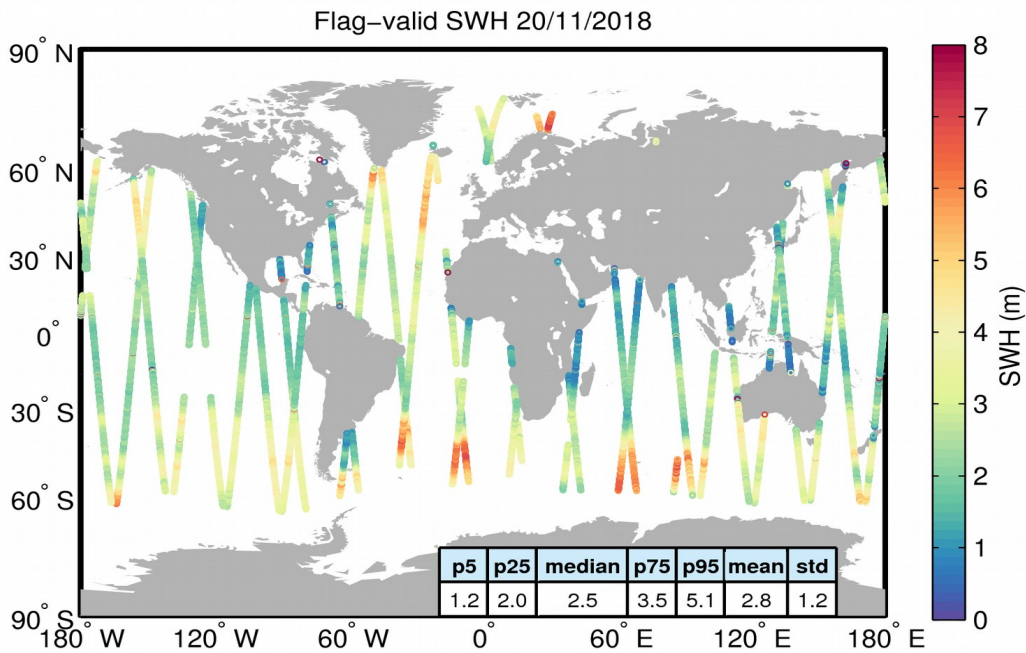 Flag−valid SWH 20/11/2018
90° N
60° N
30° N
0°
30° S
60° S
90° S
180° W
120° W
60° W
0°
60° E
120° E
180° E
8
7
6
5
4
3
2
1
0
SWH (m)
p5 p25 median p75 p95 mean std
1.2 2.0 2.5 3.5 5.1 2.8 1.2